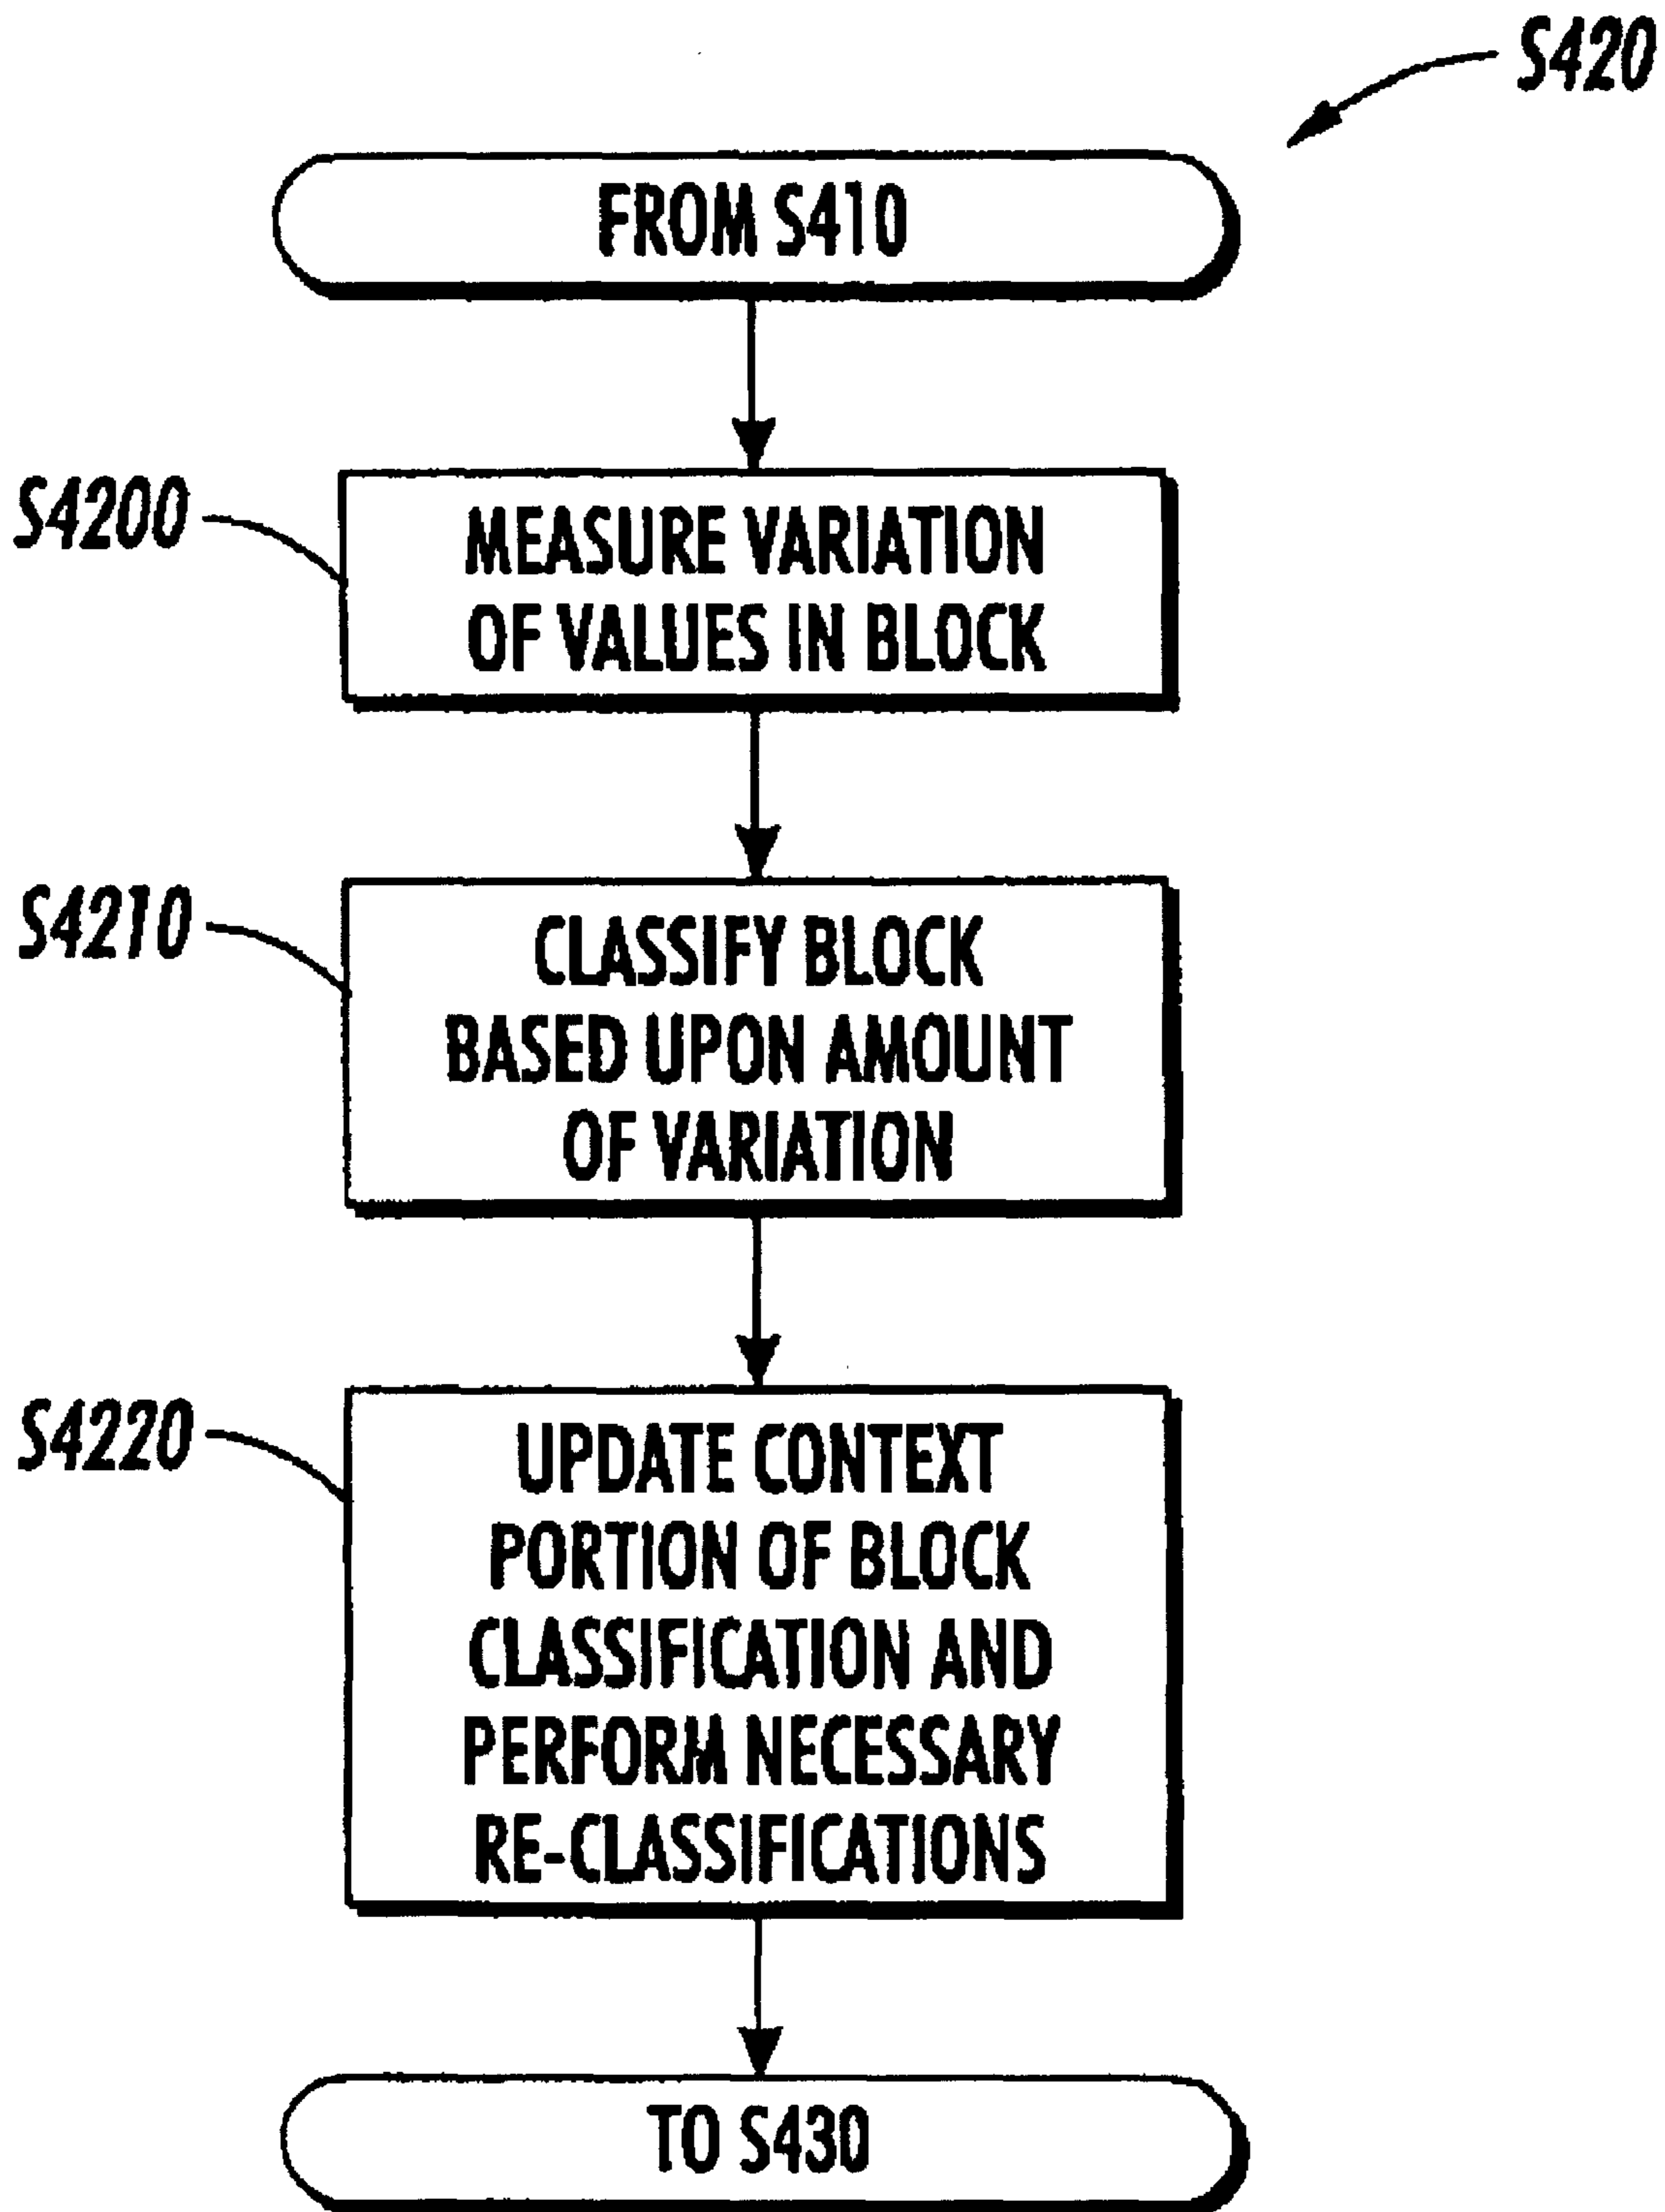 S420
FROM S410
S4200
MEASURE VARIATION
OF VALUES IN BLOCK
S4210
CLASSIFY BLOCK
BASED UPON AMOUNT
OF VARIATION
S4220
UPDATE CONTEXT
PORTION OF BLOCK
CLASSIFICATION AND
PERFORM NECESSARY
RE-CLASSIFICATIONS
TO S430